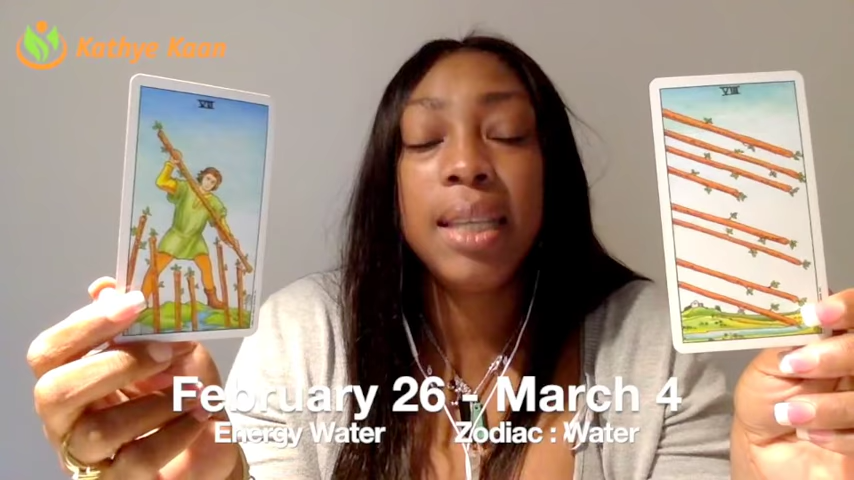 Kathye Kaan
VII
VIII
February 26 - March 4
Energy Water
Zodiac : Water